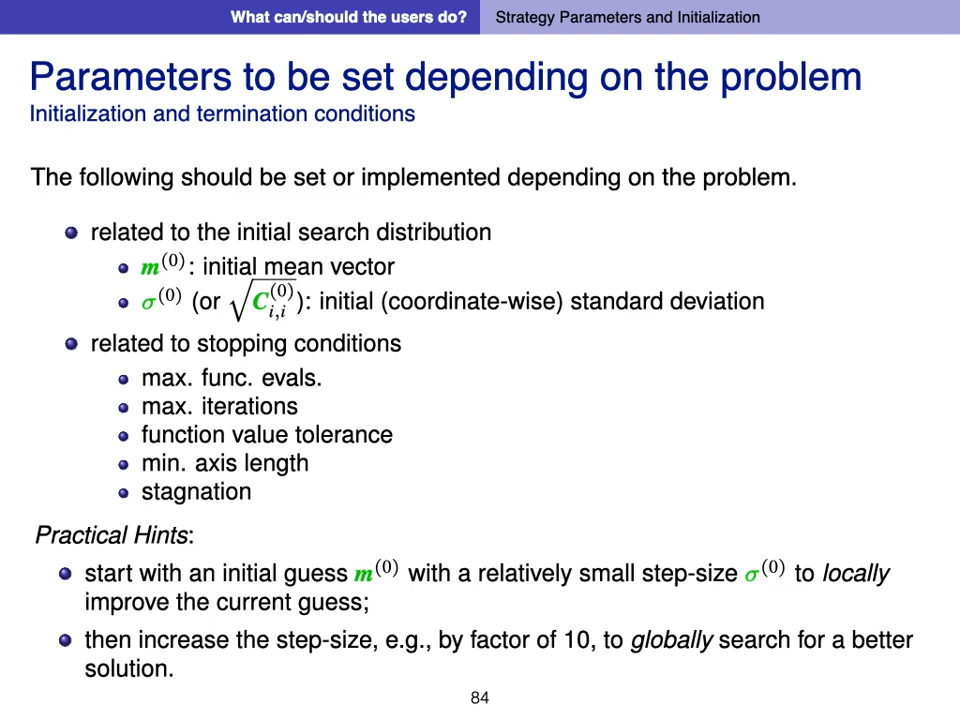 What can/should the users do? Strategy Parameters and Initialization
Parameters to be set depending on the problem
Initialization and termination conditions
The following should be set or implemented depending on the problem.
related to the initial search distribution
m^(0): initial mean vector
σ^(0) (or √C_{i,i}^(0)): initial (coordinate-wise) standard deviation
related to stopping conditions
max. func. evals.
max. iterations
function value tolerance
min. axis length
stagnation
Practical Hints:
start with an initial guess m^(0) with a relatively small step-size σ^(0) to locally
improve the current guess;
then increase the step-size, e.g., by factor of 10, to globally search for a better
solution.
84